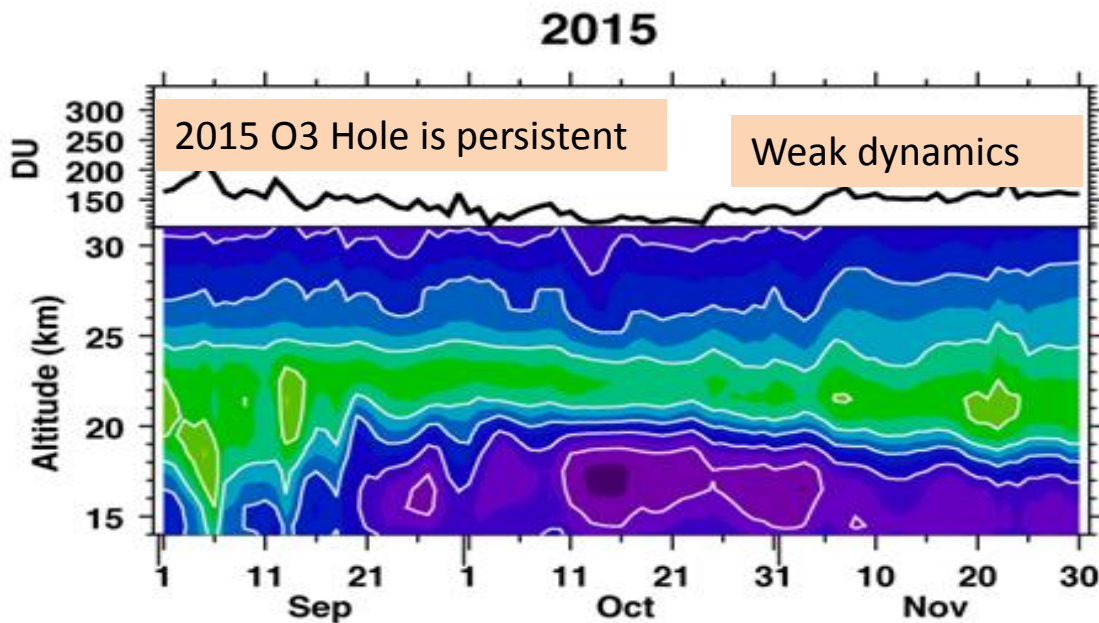 2015
DU
300
250
200
150
2015 O3 Hole is persistent
Weak dynamics
Altitude (km)
30
25
20
15
1 11 21 1 11 21 31 10 20 30
Sep Oct Nov